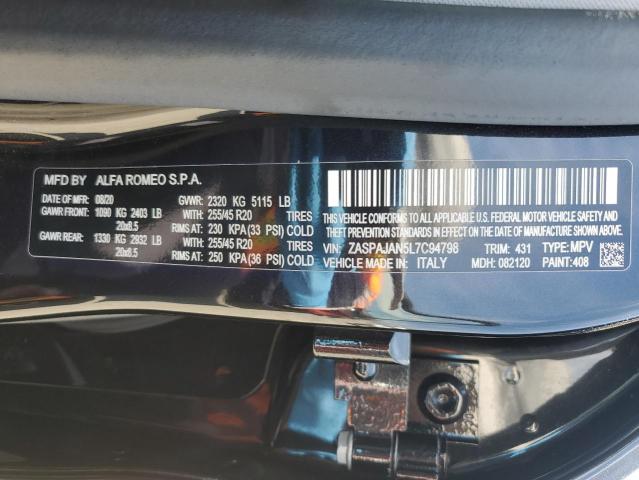 MFD BY ALFA ROMEO S.P.A.
DATE OF MFR: 08/20 GVWR: 2320 KG 5115 LB
GAWR FRONT: 1090 KG 2403 LB WITH: 255/45 R20 TIRES
20x8.5 RIMS AT: 230 KPA(33 PSI) COLD
GAWR REAR: 1330 KG 2932 LB WITH: 255/45 R20 TIRES
20x8.5 RIMS AT: 250 KPA(36 PSI) COLD
THIS VEHICLE CONFORMS TO ALL APPLICABLE U.S. FEDERAL MOTOR VEHICLE SAFETY
AND THEFT PREVENTION STANDARDS IN EFFECT ON THE DATE OF MANUFACTURE SHOWN ABOVE.
VIN: ZASPAJAN5L7C94798 TRIM: 431 TYPE: MPV
VEHICLE MADE IN: ITALY MDH: 082120 PAINT: 408